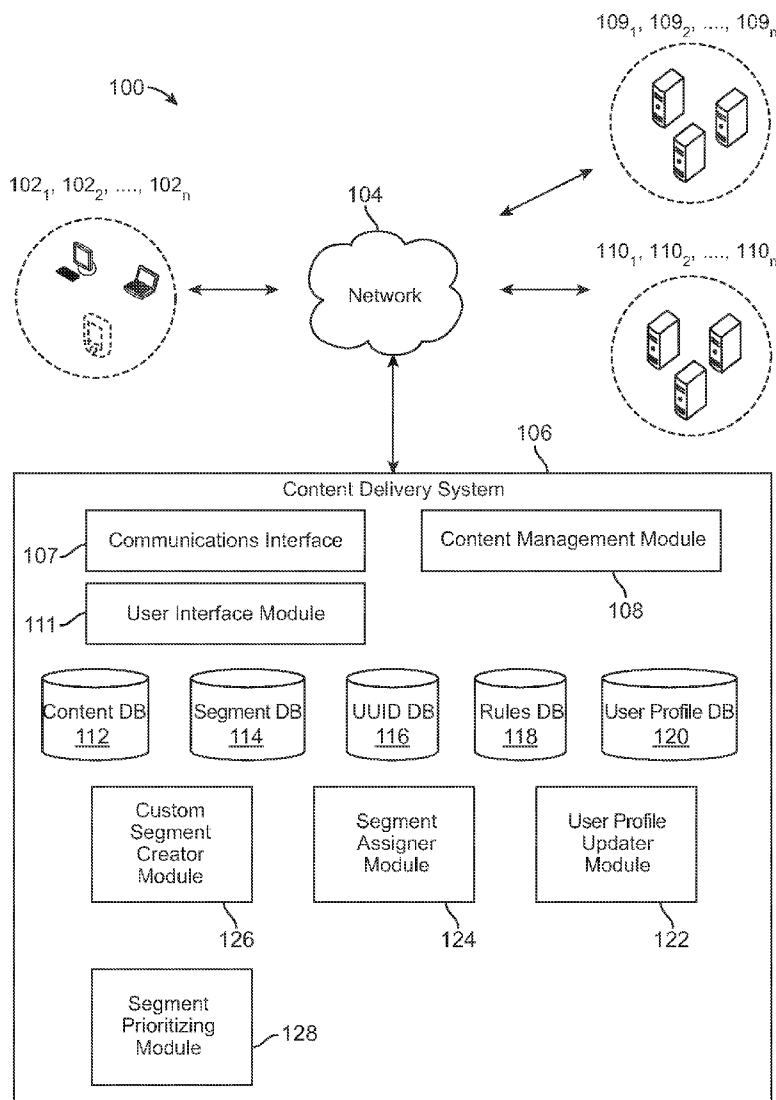 109₁, 109₂, ...., 109ₙ
100
102₁, 102₂, ...., 102ₙ
104
Network
110₁, 110₂, ...., 110ₙ
106
Content Delivery System
107
Communications Interface
Content Management Module
108
111
User Interface Module
Content DB
112
Segment DB
114
UUID DB
116
Rules DB
118
User Profile DB
120
Custom
Segment
Creator
Module
126
Segment
Assigner
Module
124
User Profile
Updater
Module
122
Segment
Prioritizing
Module
128